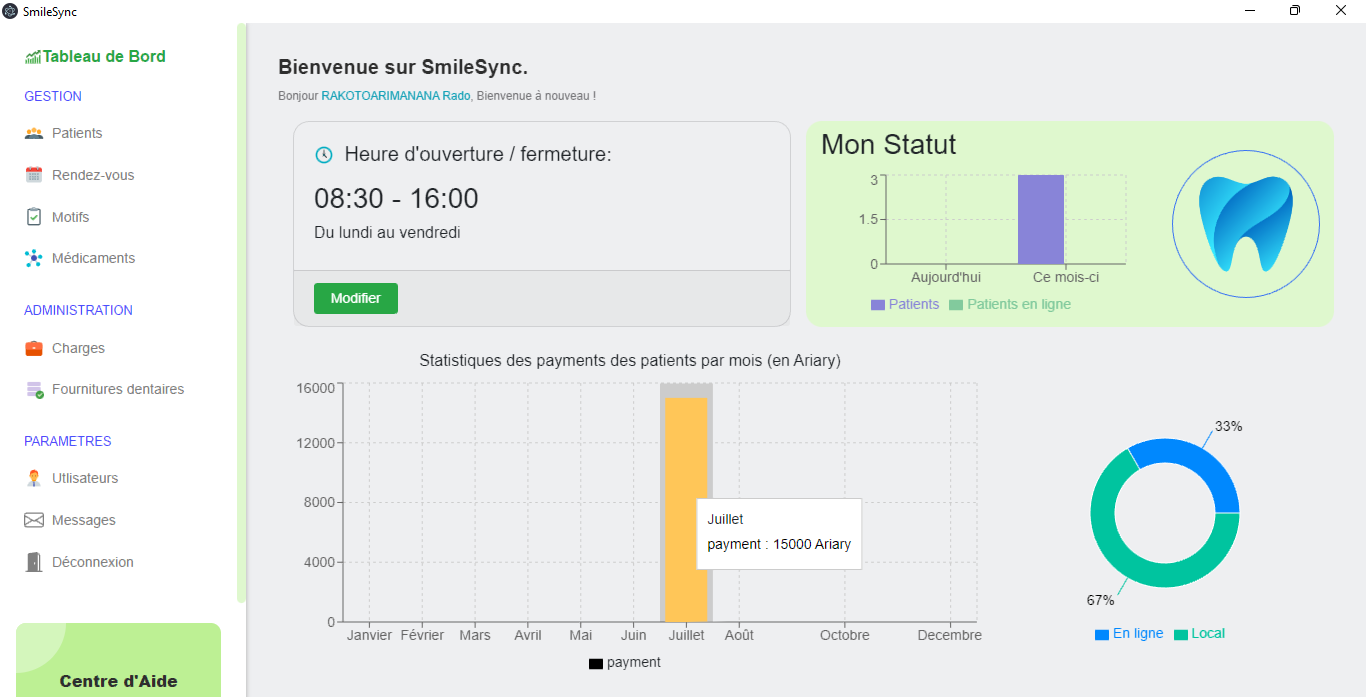 SmileSync
Tableau de Bord
GESTION
Patients
Rendez-vous
Motifs
Médicaments
ADMINISTRATION
Charges
Fournitures dentaires
PARAMETRES
Utlisateurs
Messages
Déconnexion
Centre d'Aide
Bienvenue sur SmileSync.
Bonjour RAKOTOARIMANANA Rado, Bienvenue à nouveau !
Heure d'ouverture / fermeture:
08:30 - 16:00
Du lundi au vendredi
Modifier
Mon Statut
3
1.5
0
Aujourd'hui Ce mois-ci
Patients Patients en ligne
Statistiques des payments des patients par mois (en Ariary)
16000
12000
8000
4000
0
Janvier Février Mars Avril Mai Juin Juillet Août Octobre Decembre
Juillet
payment : 15000 Ariary
payment
33%
67%
En ligne Local